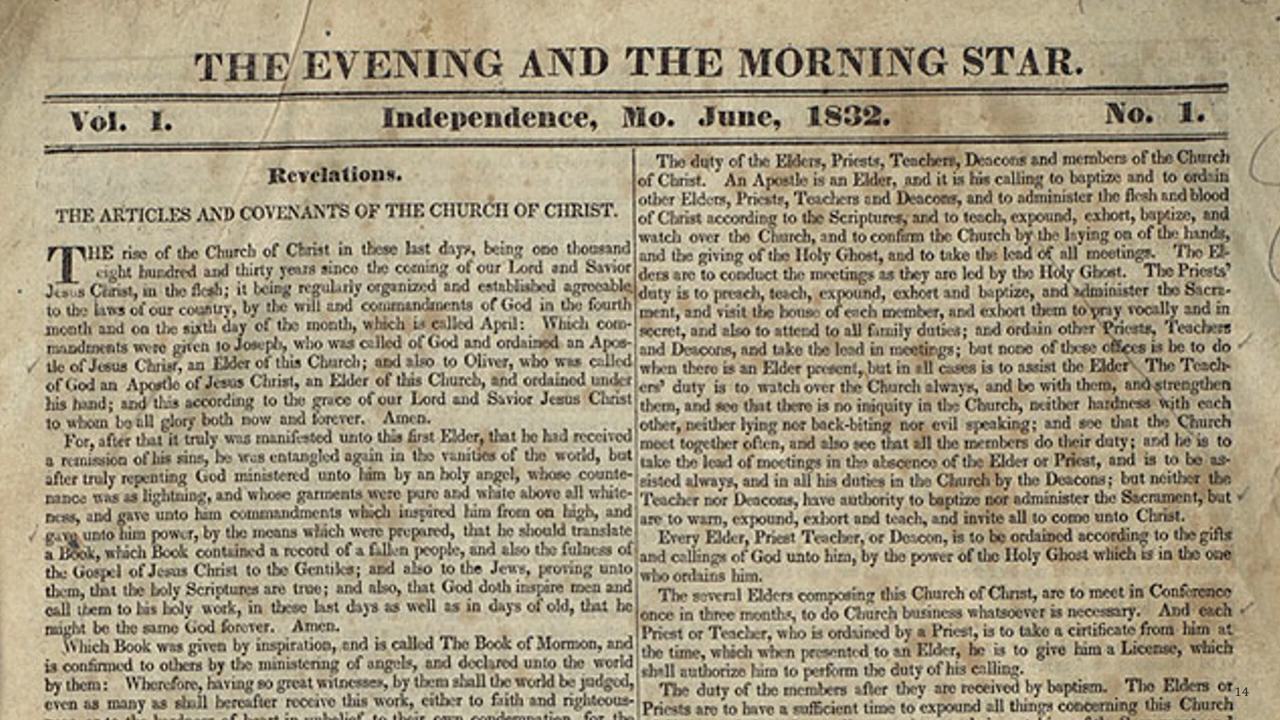 THE EVENING AND THE MORNING STAR.
Vol. I. Independence, Mo. June, 1832. No. 1.
Revelations.
THE ARTICLES AND COVENANTS OF THE CHURCH OF CHRIST.
THE rise of the Church of Christ in these last days, being one thousand
eight hundred and thirty years since the coming of our Lord and Savior
Jesus Christ, in the flesh; it being regularly organized and established agreeable
to the laws of our country, by the will and commandments of God in the fourth
month and on the sixth day of the month, which is called April: Which com-
mandments were given to Joseph, who was called of God and ordained an Apos-
tle of Jesus Christ, an Elder of this Church; and also to Oliver, who was called
of God an Apostle of Jesus Christ, an Elder of this Church, and ordained under
his hand; and this according to the grace of our Lord and Savior Jesus Christ
to whom be all glory both now and forever. Amen.
For, after that it truly was manifested unto this first Elder, that he had received
a remission of his sins, he was entangled again in the vanities of the world, but
after truly repenting God ministered unto him by an holy angel, whose counte-
nance was as lightning, and whose garments were pure and white above all white-
ness, and gave unto him commandments which inspired him from on high, and
gave unto him power, by the means which were prepared, that he should translate
a Book, which Book contained a record of a fallen people, and also the fulness of
the Gospel of Jesus Christ to the Gentiles; and also to the Jews, proving unto
them, that the holy Scriptures are true; and also, that God doth inspire men and
call them to his holy work, in these last days as well as in days of old, that he
might be the same God forever. Amen.
Which Book was given by inspiration, and is called The Book of Mormon, and
is confirmed to others by the ministering of angels, and declared unto the world
by them: Wherefore, having so great witnesses, by them shall the world be judged,
even as many as shall hereafter receive this work, either to faith and righteous-
ness or to the hardness of heart in unbelief, to their own condemnation, for the
The duty of the Elders, Priests, Teachers, Deacons and members of the Church
of Christ. An Apostle is an Elder, and it is his calling to baptize and to ordain
other Elders, Priests, Teachers and Deacons, and to administer the flesh and blood
of Christ according to the Scriptures, and to teach, expound, exhort, baptize, and
watch over the Church, and to confirm the Church by the laying on of the hands,
and the giving of the Holy Ghost, and to take the lead of all meetings. The El-
ders are to conduct the meetings as they are led by the Holy Ghost. The Priests'
duty is to preach, teach, expound, exhort and baptize, and administer the Sacra-
ment, and visit the house of each member, and exhort them to pray vocally and in
secret, and also to attend to all family duties; and ordain other Priests, Teachers
and Deacons, and take the lead in meetings; but none of these offices is be to do
when there is an Elder present, but in all cases is to assist the Elder The Teach-
ers' duty is to watch over the Church always, and be with them, and strengthen
them, and see that there is no iniquity in the Church, neither hardness with each
other, neither lying nor back-biting nor evil speaking; and see that the Church
meet together often, and also see that all the members do their duty; and he is to
take the lead of meetings in the abscence of the Elder or Priest, and is to be as-
sisted always, and in all his duties in the Church by the Deacons; but neither the
Teacher nor Deacons, have authority to baptize nor administer the Sacrament, but
are to warn, expound, exhort and teach, and invite all to come unto Christ.
Every Elder, Priest Teacher, or Deacon, is to be ordained according to the gifts
and callings of God unto him, by the power of the Holy Ghost which is in the one
who ordains him.
The several Elders composing this Church of Christ, are to meet in Conference
once in three months, to do Church business whatsoever is necessary. And each
Priest or Teacher, who is ordained by a Priest, is to take a cirtificate from him at
the time, which when presented to an Elder, he is to give him a License, which
shall authorize him to perform the duty of his calling.
The duty of the members after they are received by baptism. The Elders or
Priests are to have a sufficient time to expound all things concerning this Church
14